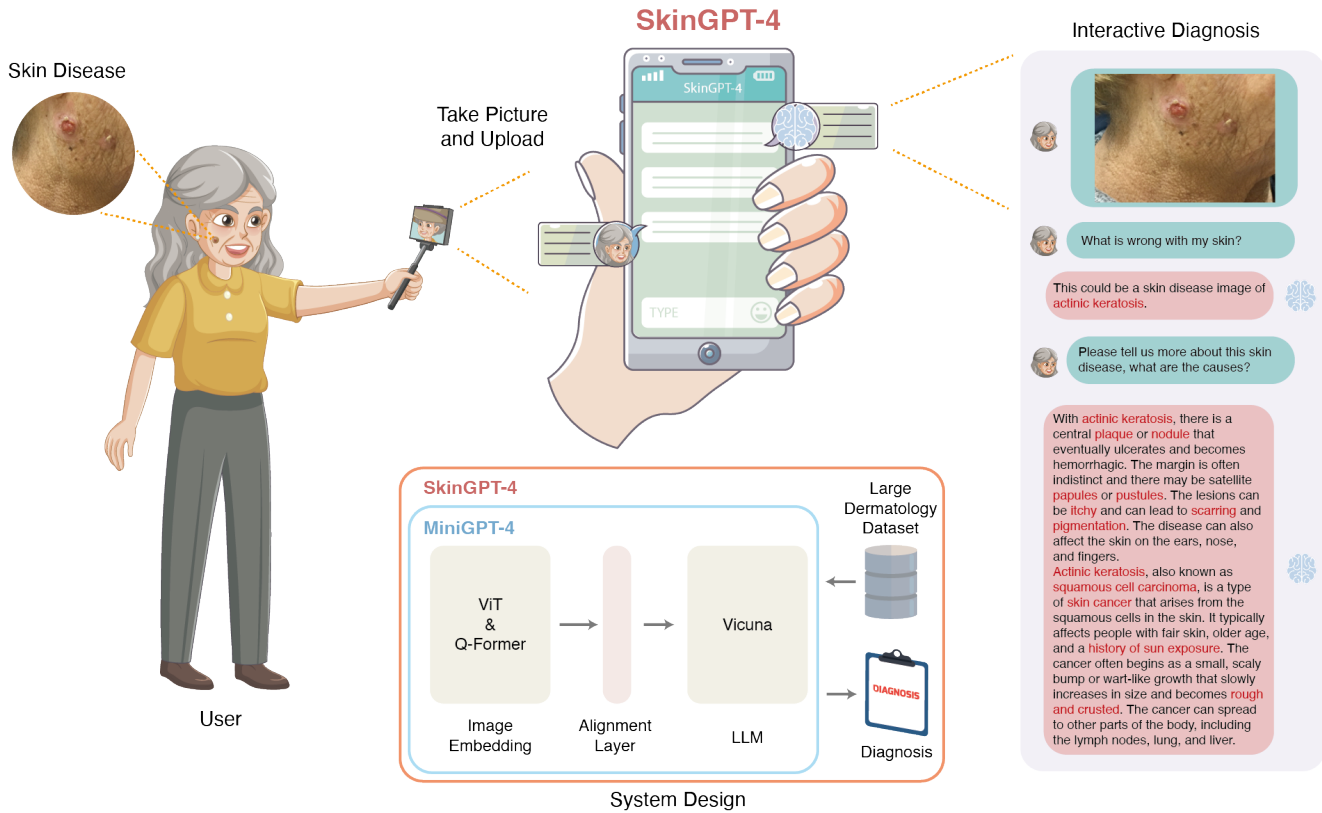 SkinGPT-4
Interactive Diagnosis
Skin Disease
Take Picture
and Upload
SkinGPT-4
TYPE
What is wrong with my skin?
This could be a skin disease image of
actinic keratosis.
Please tell us more about this skin
disease, what are the causes?
With actinic keratosis, there is a
central plaque or nodule that
eventually ulcerates and becomes
hemorrhagic. The margin is often
indistinct and there may be satellite
papules or pustules. The lesions can
be itchy and can lead to scarring and
pigmentation. The disease can also
affect the skin on the ears, nose,
and fingers.
Actinic keratosis, also known as
squamous cell carcinoma, is a type
of skin cancer that arises from the
squamous cells in the skin. It typically
affects people with fair skin, older age,
and a history of sun exposure. The
cancer often begins as a small, scaly
bump or wart-like growth that slowly
increases in size and becomes rough
and crusted. The cancer can spread
to other parts of the body, including
the lymph nodes, lung, and liver.
User
SkinGPT-4
MiniGPT-4
ViT
&
Q-Former
Vicuna
Image
Embedding
Alignment
Layer
LLM
Large
Dermatology
Dataset
DIAGNOSIS
Diagnosis
System Design